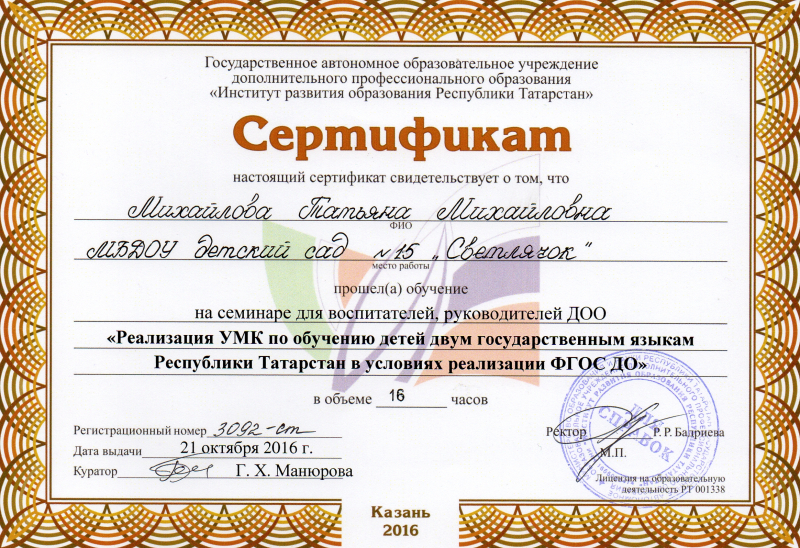 Государственное автономное образовательное учреждение
дополнительного профессионального образования
«Институт развития образования Республики Татарстан»
Сертификат
настоящий сертификат свидетельствует о том, что
Михайлова Татьяна Михайловна
ФИО
МБДОУ детский сад №15 „Светлячок"
место работы
прошел(а) обучение
на семинаре для воспитателей, руководителей ДОО
«Реализация УМК по обучению детей двум государственным языкам
Республики Татарстан в условиях реализации ФГОС ДО»
в объеме 16 часов
Регистрационный номер 3092-ст
Дата выдачи 21 октября 2016 г.
Куратор Г. Х. Манюрова
Ректор Р. Р. Бадриева
М.П.
ДЛЯ
СПРАВОК
Лицензия на образовательную
деятельность РТ 001338
Казань
2016